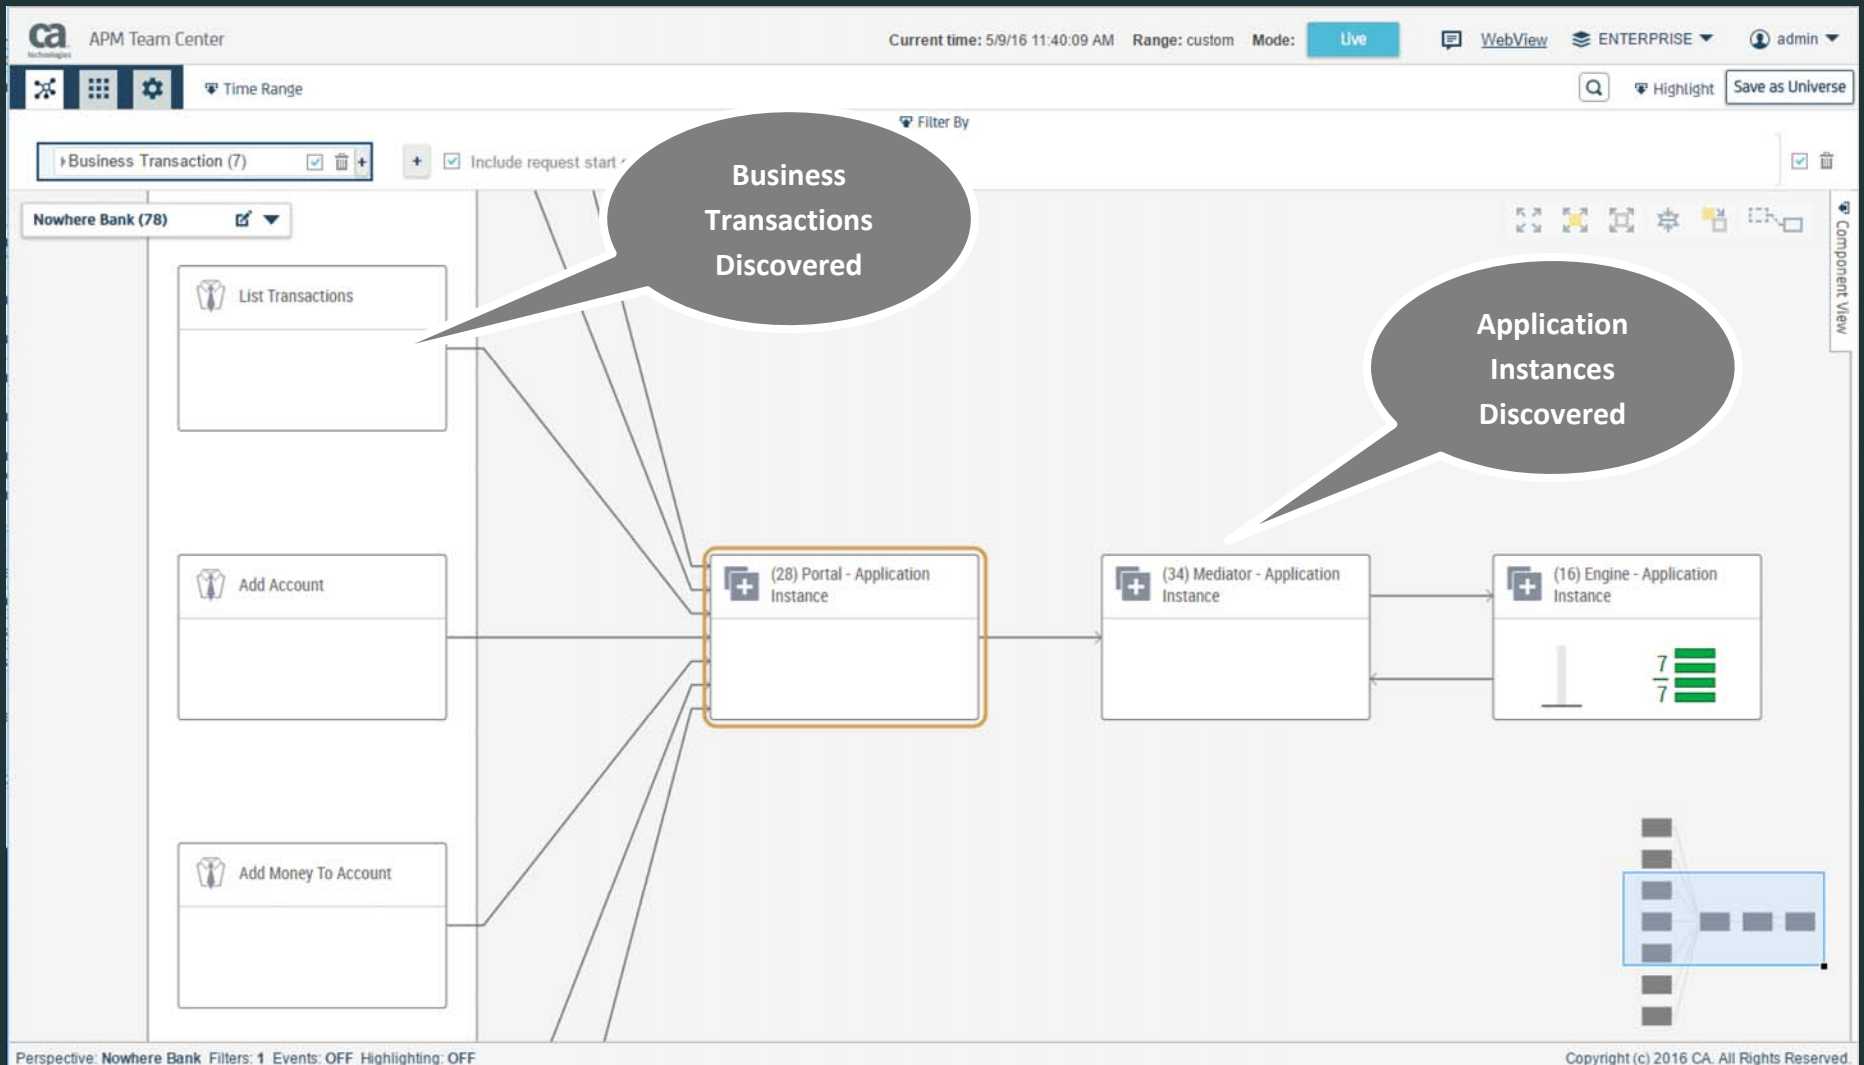 ca
technologies
APM Team Center
Current time: 5/9/16 11:40:09 AM Range: custom Mode: Live
WebView
ENTERPRISE
admin
Time Range
Highlight
Save as Universe
Filter By
Business Transaction (7)
+
+
Include request start
Nowhere Bank (78)
Component View
Business
Transactions
Discovered
Application
Instances
Discovered
List Transactions
Add Account
(28) Portal - Application
Instance
(34) Mediator - Application
Instance
(16) Engine - Application
Instance
7
7
Add Money To Account
Perspective: Nowhere Bank Filters: 1 Events: OFF Highlighting: OFF
Copyright (c) 2016 CA. All Rights Reserved.